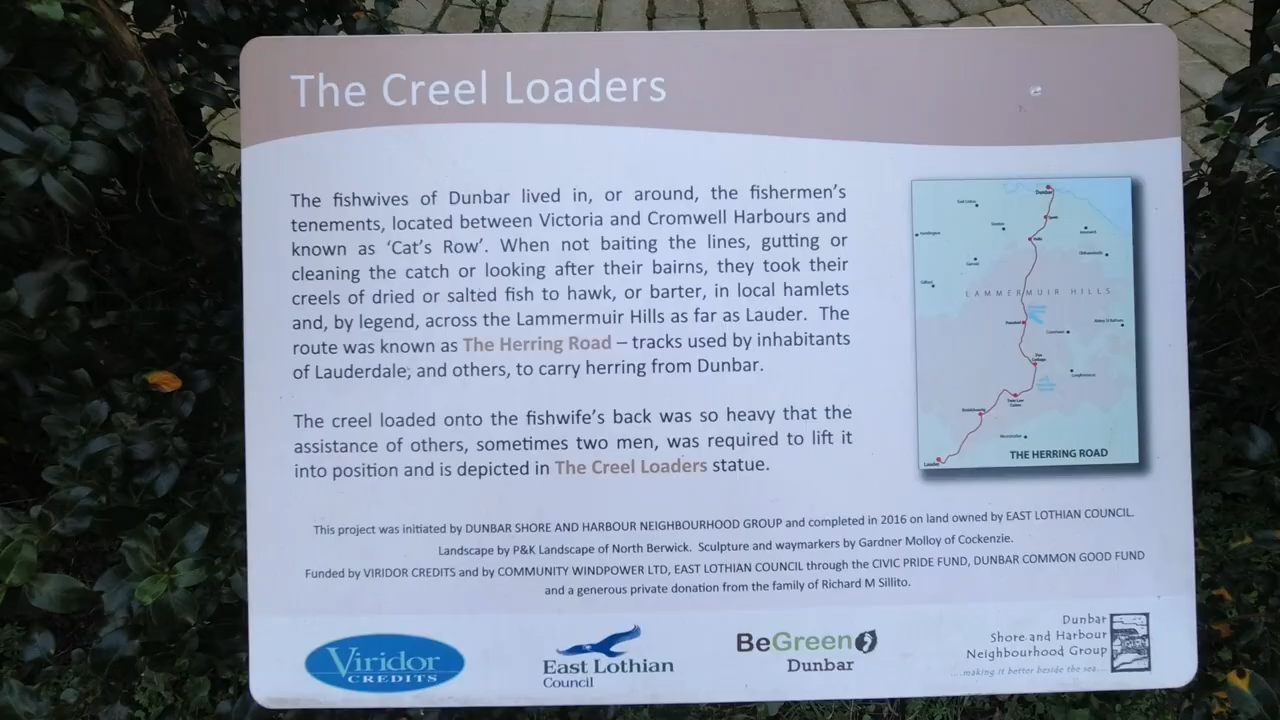 The Creel Loaders
The fishwives of Dunbar lived in, or around, the fishermen's
tenements, located between Victoria and Cromwell Harbours and
known as 'Cat's Row'. When not baiting the lines, gutting or
cleaning the catch or looking after their bairns, they took their
creels of dried or salted fish to hawk, or barter, in local hamlets
and, by legend, across the Lammermuir Hills as far as Lauder. The
route was known as The Herring Road – tracks used by inhabitants
of Lauderdale, and others, to carry herring from Dunbar.
The creel loaded onto the fishwife's back was so heavy that the
assistance of others, sometimes two men, was required to lift it
into position and is depicted in The Creel Loaders statue.
Dunbar
LAMMERMUIR HILLS
Lauder
THE HERRING ROAD
This project was initiated by DUNBAR SHORE AND HARBOUR NEIGHBOURHOOD GROUP and completed in 2016 on land owned by EAST LOTHIAN COUNCIL.
Landscape by P&K Landscape of North Berwick. Sculpture and waymarkers by Gardner Molloy of Cockenzie.
Funded by VIRIDOR CREDITS and by COMMUNITY WINDPOWER LTD, EAST LOTHIAN COUNCIL through the CIVIC PRIDE FUND, DUNBAR COMMON GOOD FUND
and a generous private donation from the family of Richard M Sillito.
Viridor
CREDITS
East Lothian
Council
BeGreen
Dunbar
Dunbar
Shore and Harbour
Neighbourhood Group
....making it better beside the sea....